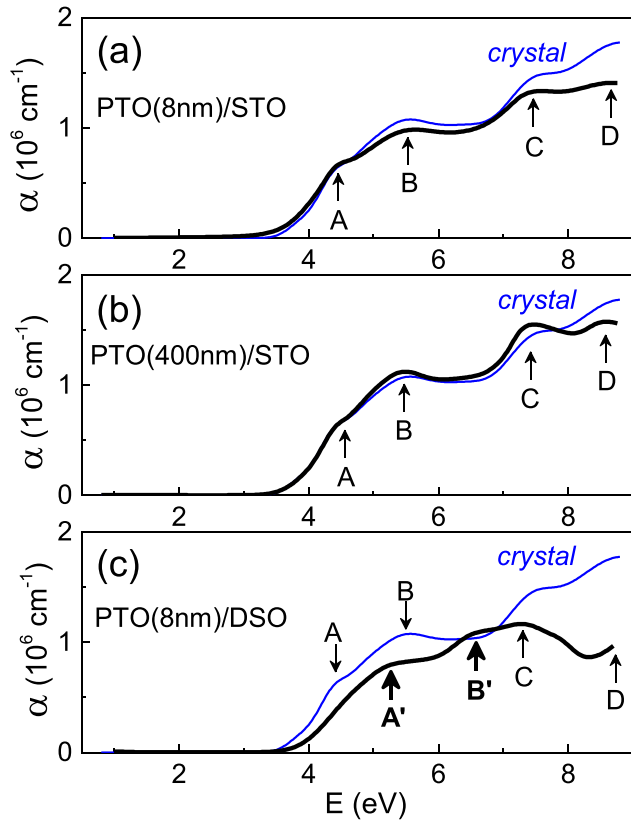 2
(a)
crystal
PTO(8nm)/STO
1
A
B
C
D
α (10⁶ cm⁻¹)
0
2
4
6
8
2
(b)
crystal
PTO(400nm)/STO
1
A
B
C
D
α (10⁶ cm⁻¹)
0
2
4
6
8
2
(c)
crystal
PTO(8nm)/DSO
A
B
1
A'
B'
C
D
α (10⁶ cm⁻¹)
0
2
4
6
8
E (eV)